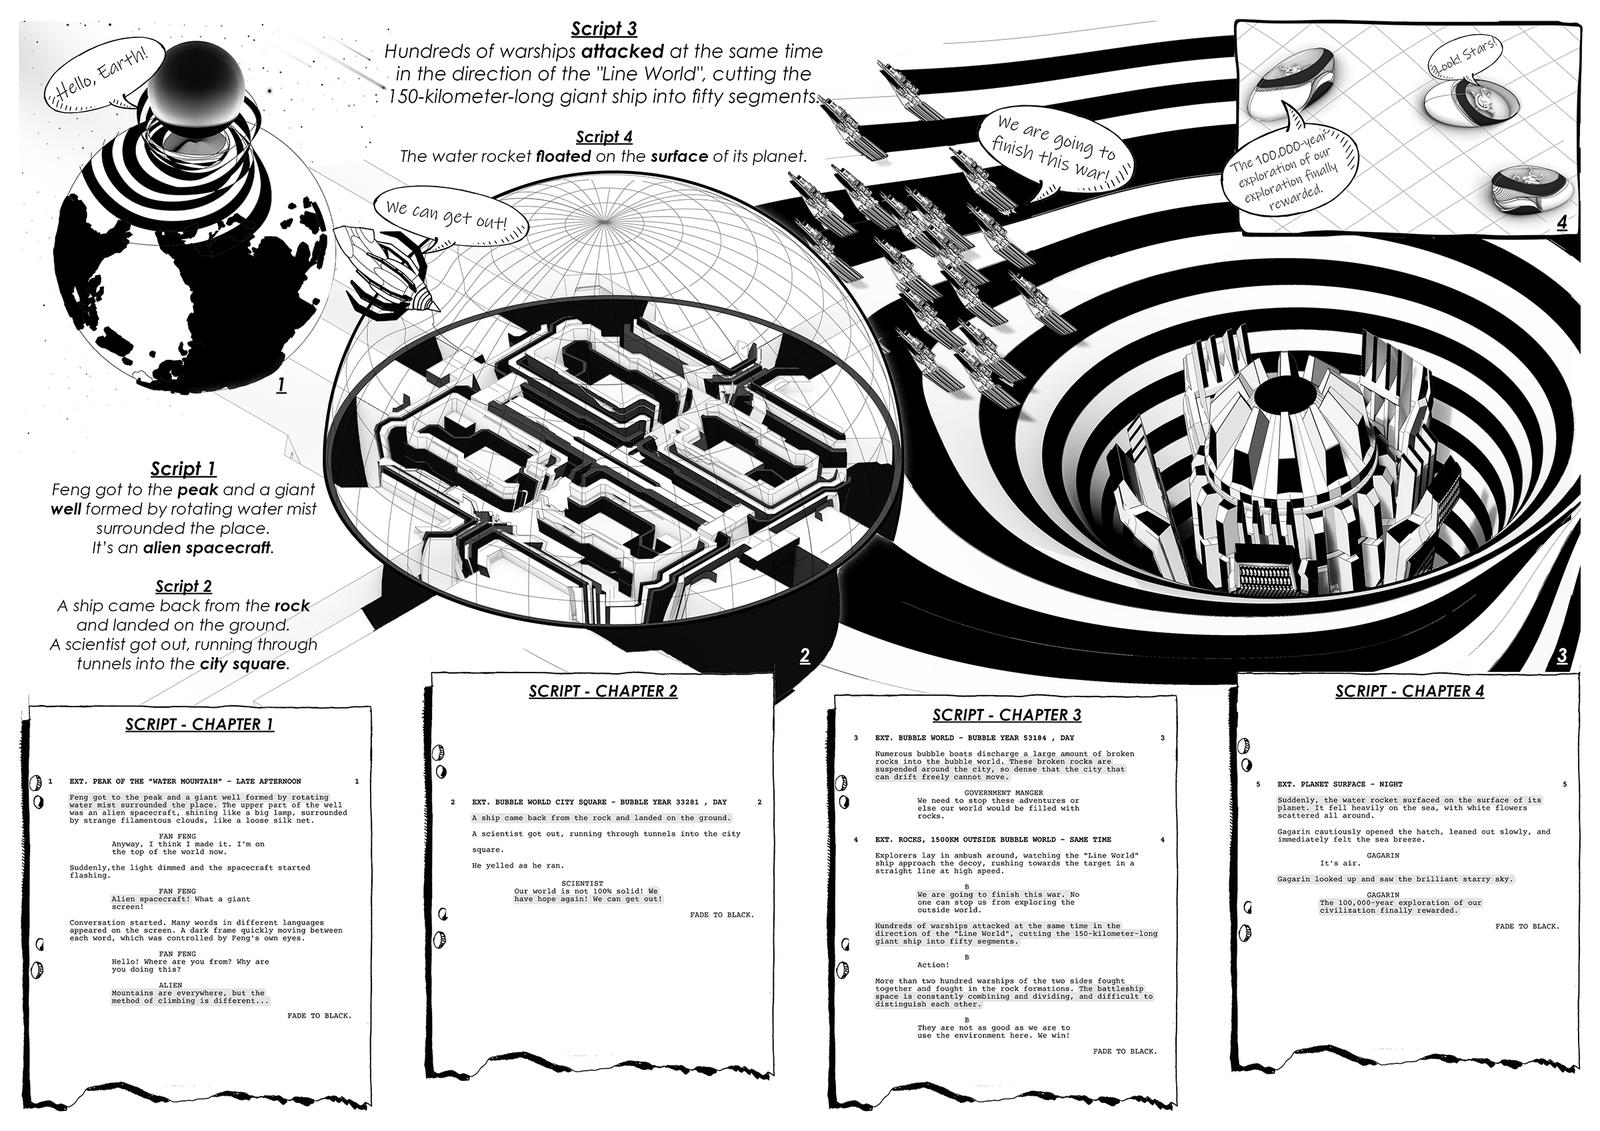 Hello, Earth!
1
Script 3
Hundreds of warships attacked at the same time
in the direction of the "Line World", cutting the
150-kilometer-long giant ship into fifty segments.
Script 4
The water rocket floated on the surface of its planet.
We can get out!
We are going to
finish this war!
Look! Stars!
The 100.000-year
exploration of our
exploration finally
rewarded.
4
Script 1
Feng got to the peak and a giant
well formed by rotating water mist
surrounded the place.
It's an alien spacecraft.
Script 2
A ship came back from the rock
and landed on the ground.
A scientist got out, running through
tunnels into the city square.
2
3
SCRIPT - CHAPTER 1
1 EXT. PEAK OF THE "WATER MOUNTAIN" - LATE AFTERNOON 1
Feng got to the peak and a giant well formed by rotating
water mist surrounded the place. The upper part of the well
was an alien spacecraft, shining like a big lamp, surrounded
by strange filamentous clouds, like a loose silk net.
FAN FENG
Anyway, I think I made it. I'm on
the top of the world now.
Suddenly,the light dimmed and the spacecraft started
flashing.
FAN FENG
Alien spacecraft! What a giant
screen!
Conversation started. Many words in different languages
appeared on the screen. A dark frame quickly moving between
each word, which was controlled by Feng's own eyes.
FAN FENG
Hello! Where are you from? Why are
you doing this?
ALIEN
Mountains are everywhere, but the
method of climbing is different...
FADE TO BLACK.
SCRIPT - CHAPTER 2
2 EXT. BUBBLE WORLD CITY SQUARE - BUBBLE YEAR 33281 , DAY 2
A ship came back from the rock and landed on the ground.
A scientist got out, running through tunnels into the city
square.
He yelled as he ran.
SCIENTIST
Our world is not 100% solid! We
have hope again! We can get out!
FADE TO BLACK.
SCRIPT - CHAPTER 3
3 EXT. BUBBLE WORLD - BUBBLE YEAR 53184 , DAY 3
Numerous bubble boats discharge a large amount of broken
rocks into the bubble world. These broken rocks are
suspended around the city, so dense that the city that
can drift freely cannot move.
GOVERNMENT MANGER
We need to stop these adventures or
else our world would be filled with
rocks.
4 EXT. ROCKS, 1500KM OUTSIDE BUBBLE WORLD - SAME TIME 4
Explorers lay in ambush around, watching the "Line World"
ship approach the decoy, rushing towards the target in a
straight line at high speed.
B
We are going to finish this war. No
one can stop us from exploring the
outside world.
Hundreds of warships attacked at the same time in the
direction of the "Line World", cutting the 150-kilometer-long
giant ship into fifty segments.
B
Action!
More than two hundred warships of the two sides fought
together and fought in the rock formations. The battleship
space is constantly combining and dividing, and difficult to
distinguish each other.
B
They are not as good as we are to
use the environment here. We win!
FADE TO BLACK.
SCRIPT - CHAPTER 4
5 EXT. PLANET SURFACE - NIGHT 5
Suddenly, the water rocket surfaced on the surface of its
planet. It fell heavily on the sea, with white flowers
scattered all around.
Gagarin cautiously opened the hatch, leaned out slowly, and
immediately felt the sea breeze.
GAGARIN
It's air.
Gagarin looked up and saw the brilliant starry sky.
GAGARIN
The 100,000-year exploration of our
civilization finally rewarded.
FADE TO BLACK.